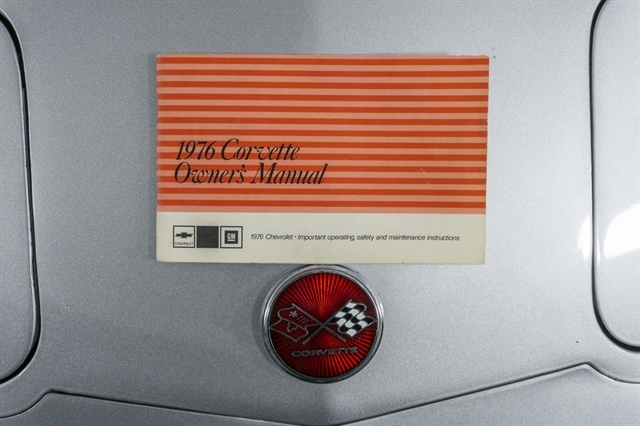 1976 Corvette
Owner's Manual
CHEVROLET
GM
1976 Chevrolet • Important operating, safety and maintenance instructions
CORVETTE